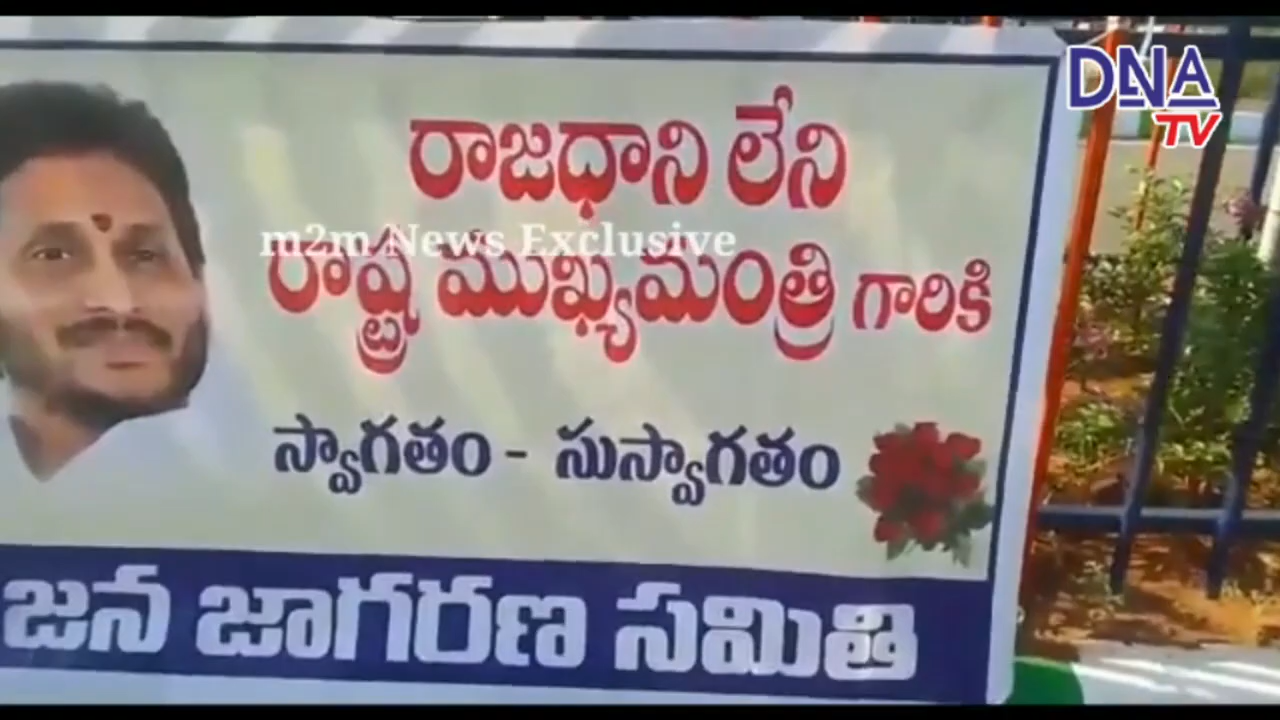 DNA
TV
రాజధాని లేని
m2m News Exclusive
రాష్ట్ర ముఖ్యమంత్రి గారికి
స్వాగతం - సుస్వాగతం
జన జాగరణ సమితి